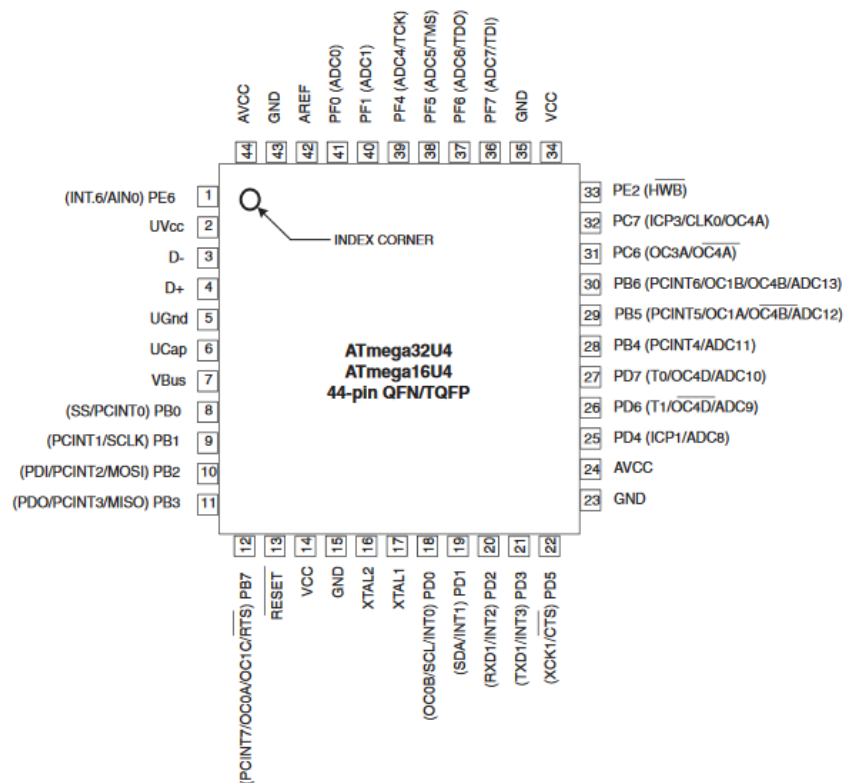 AVCC
GND
AREF
PF0 (ADC0)
PF1 (ADC1)
PF4 (ADC4/TCK)
PF5 (ADC5/TMS)
PF6 (ADC6/TDO)
PF7 (ADC7/TDI)
GND
VCC
44
43
42
41
40
39
38
37
36
35
34
(INT.6/AIN0) PE6 1
UVcc 2
D- 3
D+ 4
UGnd 5
UCap 6
VBus 7
(SS/PCINT0) PB0 8
(PCINT1/SCLK) PB1 9
(PDI/PCINT2/MOSI) PB2 10
(PDO/PCINT3/MISO) PB3 11
INDEX CORNER
ATmega32U4
ATmega16U4
44-pin QFN/TQFP
33 PE2 (HWB)
32 PC7 (ICP3/CLK0/OC4A)
31 PC6 (OC3A/OC4A)
30 PB6 (PCINT6/OC1B/OC4B/ADC13)
29 PB5 (PCINT5/OC1A/OC4B/ADC12)
28 PB4 (PCINT4/ADC11)
27 PD7 (T0/OC4D/ADC10)
26 PD6 (T1/OC4D/ADC9)
25 PD4 (ICP1/ADC8)
24 AVCC
23 GND
12
13
14
15
16
17
18
19
20
21
22
(PCINT7/OC0A/OC1C/RTS) PB7
RESET
VCC
GND
XTAL2
XTAL1
(OC0B/SCL/INT0) PD0
(SDA/INT1) PD1
(RXD1/INT2) PD2
(TXD1/INT3) PD3
(XCK1/CTS) PD5